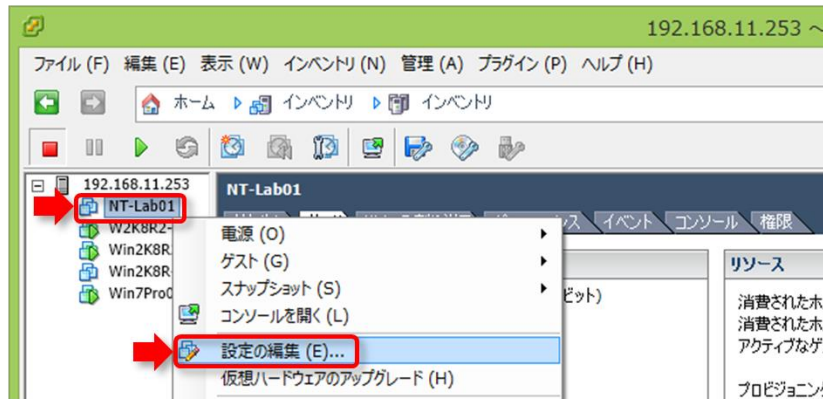 192.168.11.253 ～
ファイル (F) 編集 (E) 表示 (W) インベントリ (N) 管理 (A) プラグイン (P) ヘルプ (H)
ホーム インベントリ インベントリ
192.168.11.253
NT-Lab01
W2K8R2-
Win2K8R
Win2K8R
Win7Pro0
NT-Lab01
イベント コンソール 権限
電源 (O)
ゲスト (G)
スナップショット (S)
コンソールを開く (L)
設定の編集 (E)...
仮想ハードウェアのアップグレード (H)
ビット)
リソース
消費されたホ
消費されたホ
アクティブなゲ
プロビジョニン